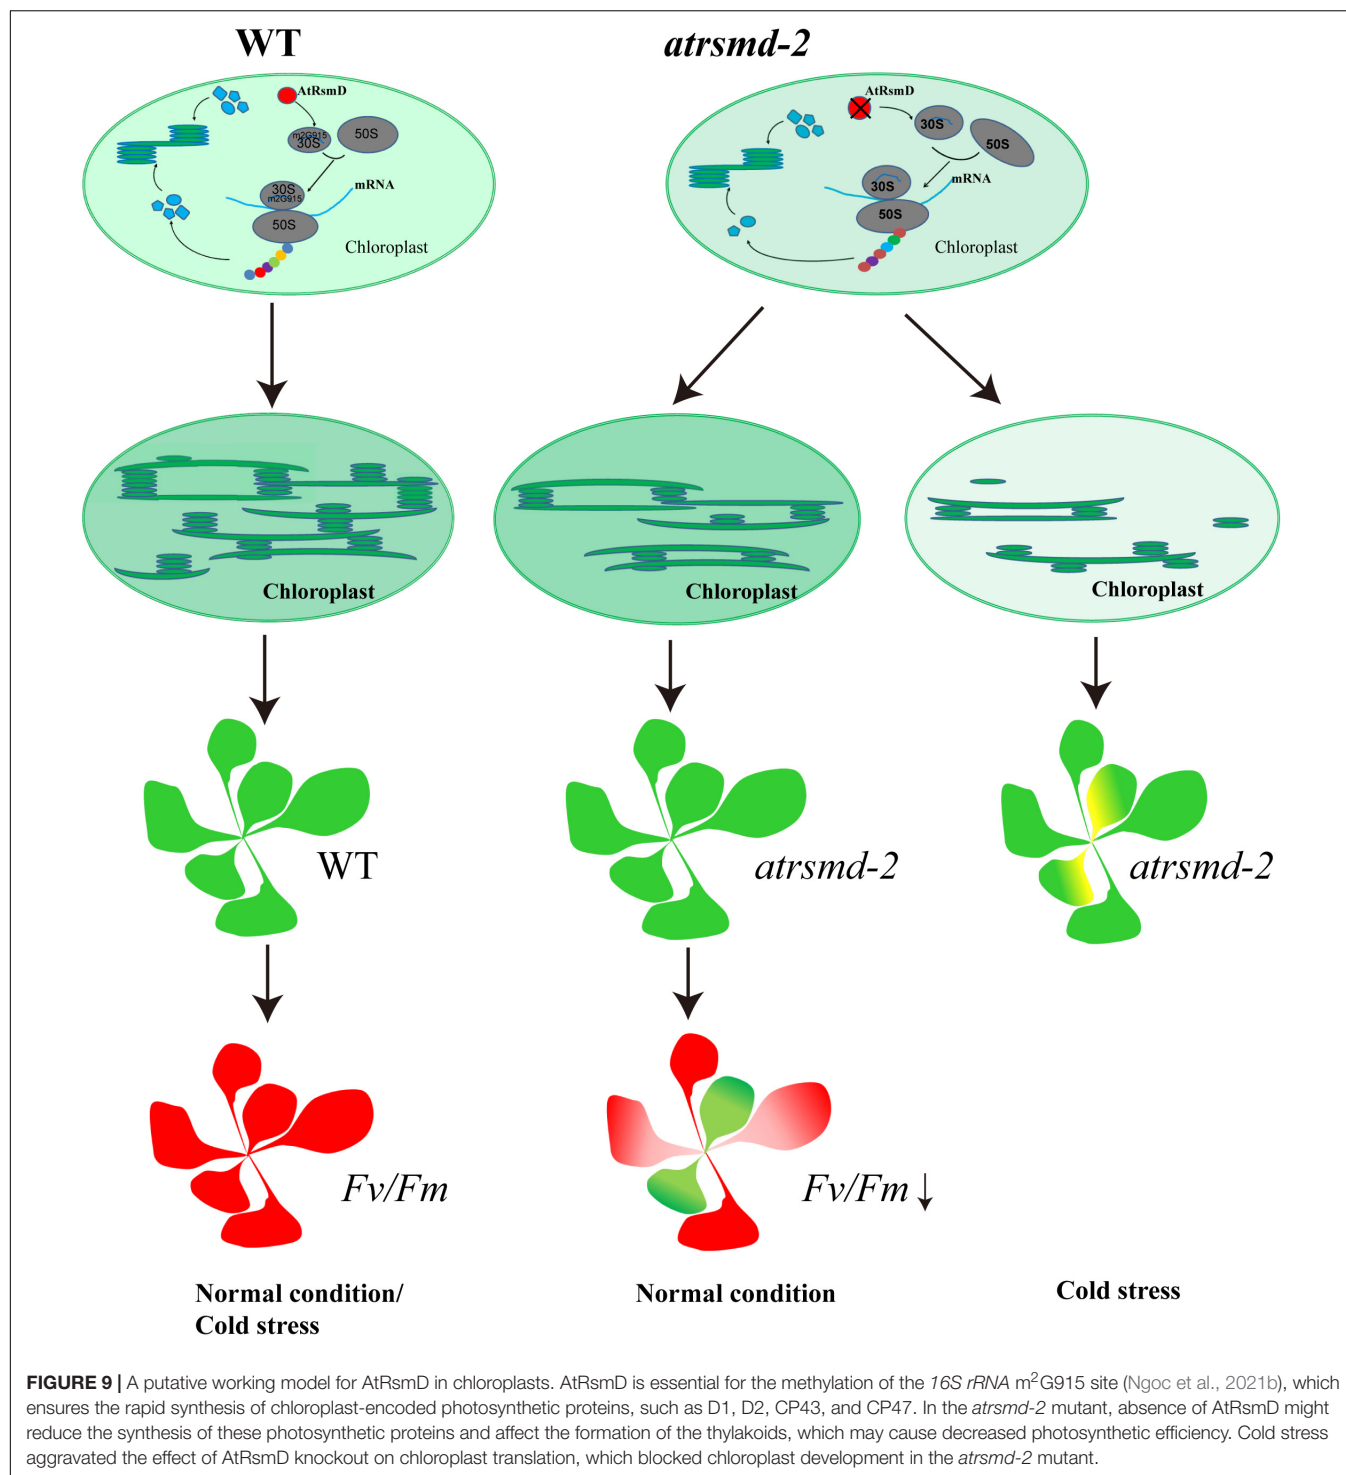 WT
atrsmd-2
AtRsmD
m2G915
30S
50S
30S
m2G915
mRNA
50S
Chloroplast
AtRsmD
30S
50S
30S
mRNA
50S
Chloroplast
Chloroplast
Chloroplast
Chloroplast
WT
atrsmd-2
atrsmd-2
Fv/Fm
Fv/Fm↓
Normal condition/
Cold stress
Normal condition
Cold stress
FIGURE 9 | A putative working model for AtRsmD in chloroplasts. AtRsmD is essential for the methylation of the 16S rRNA m²G915 site (Ngoc et al., 2021b), which
ensures the rapid synthesis of chloroplast-encoded photosynthetic proteins, such as D1, D2, CP43, and CP47. In the atrsmd-2 mutant, absence of AtRsmD might
reduce the synthesis of these photosynthetic proteins and affect the formation of the thylakoids, which may cause decreased photosynthetic efficiency. Cold stress
aggravated the effect of AtRsmD knockout on chloroplast translation, which blocked chloroplast development in the atrsmd-2 mutant.